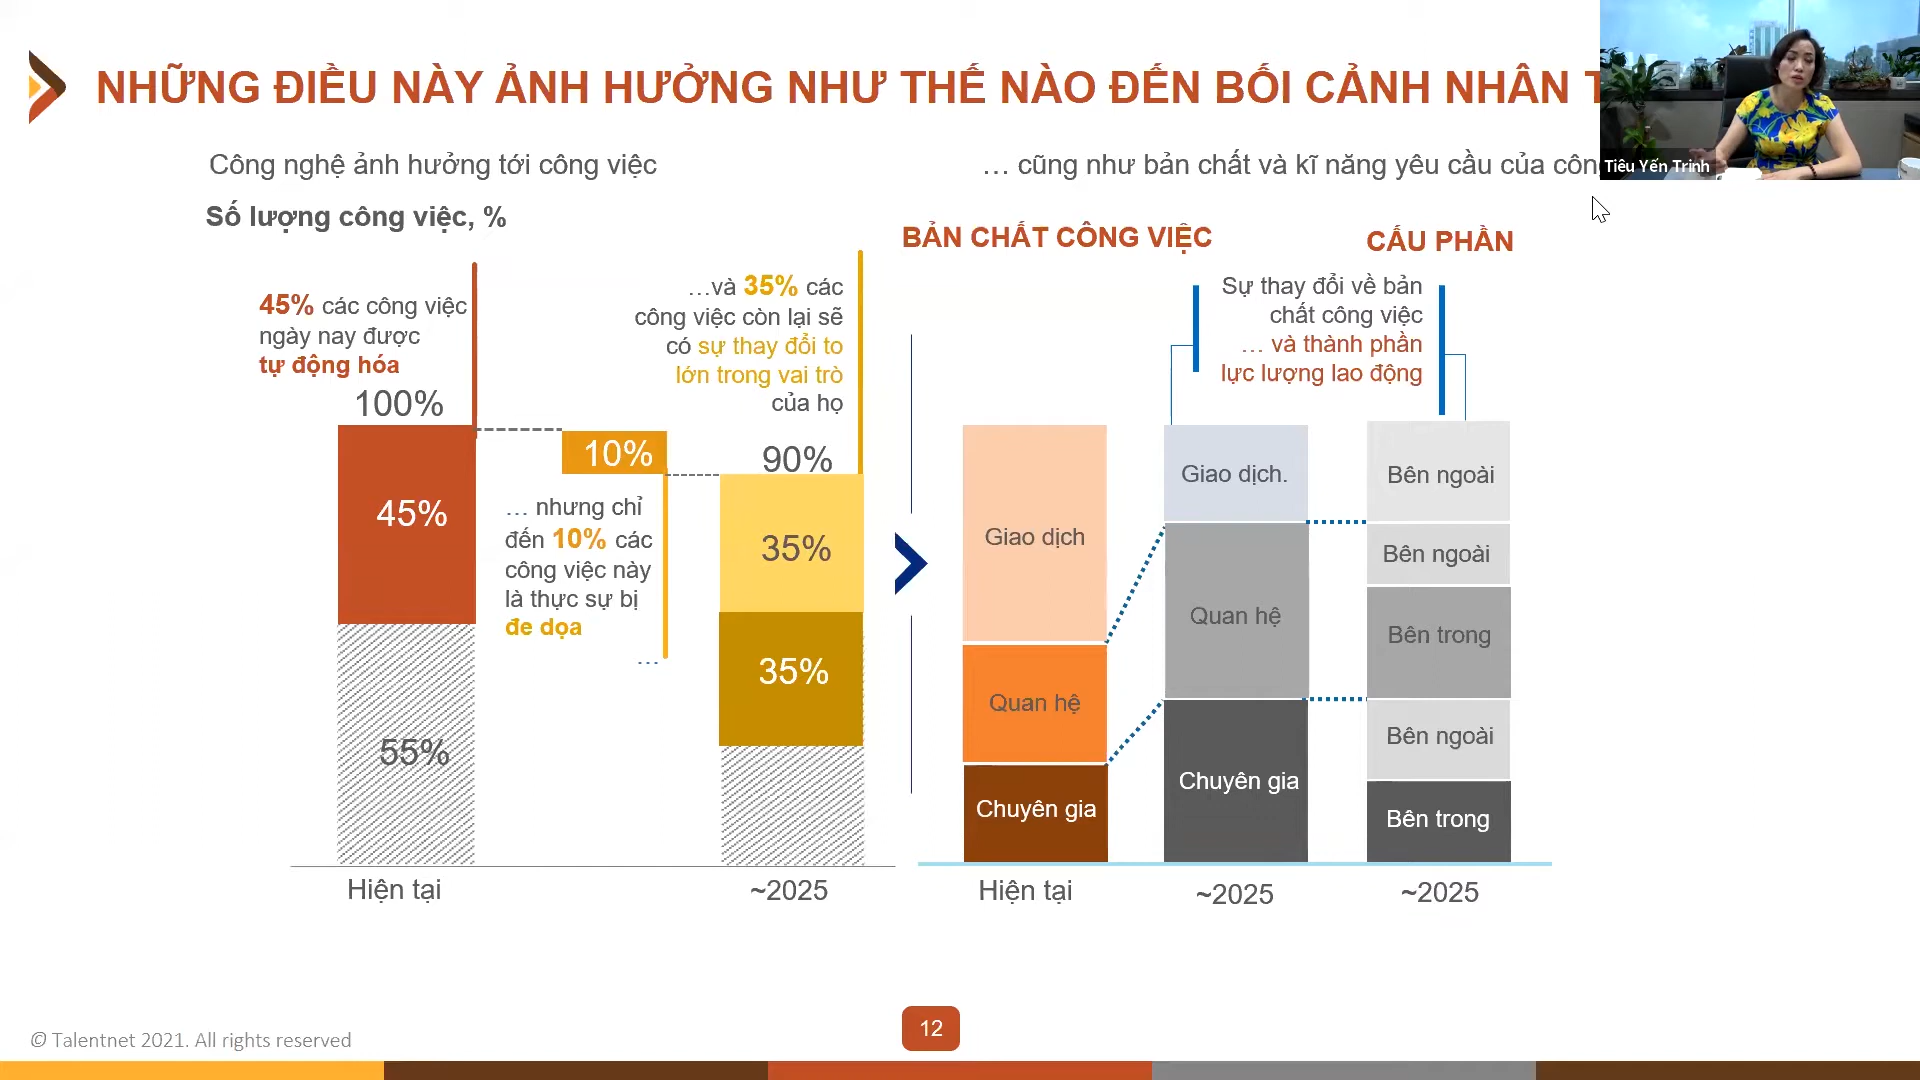 NHỮNG ĐIỀU NÀY ẢNH HƯỞNG NHƯ THẾ NÀO ĐẾN BỐI CẢNH NHÂN
Tiêu Yến Trinh
Công nghệ ảnh hưởng tới công việc
… cũng như bản chất và kĩ năng yêu cầu của
Số lượng công việc, %
45% các công việc
ngày nay được
tự động hóa
100%
45%
55%
Hiện tại
10%
… nhưng chỉ
đến 10% các
công việc này
là thực sự bị
đe dọa
…
…và 35% các
công việc còn lại sẽ
có sự thay đổi to
lớn trong vai trò
của họ
90%
35%
35%
~2025
BẢN CHẤT CÔNG VIỆC
CẤU PHẦN
Sự thay đổi về bản
chất công việc
… và thành phần
lực lượng lao động
Giao dịch
Quan hệ
Chuyên gia
Hiện tại
Giao dịch.
Quan hệ
Chuyên gia
~2025
Bên ngoài
Bên ngoài
Bên trong
Bên ngoài
Bên trong
~2025
© Talentnet 2021. All rights reserved
12